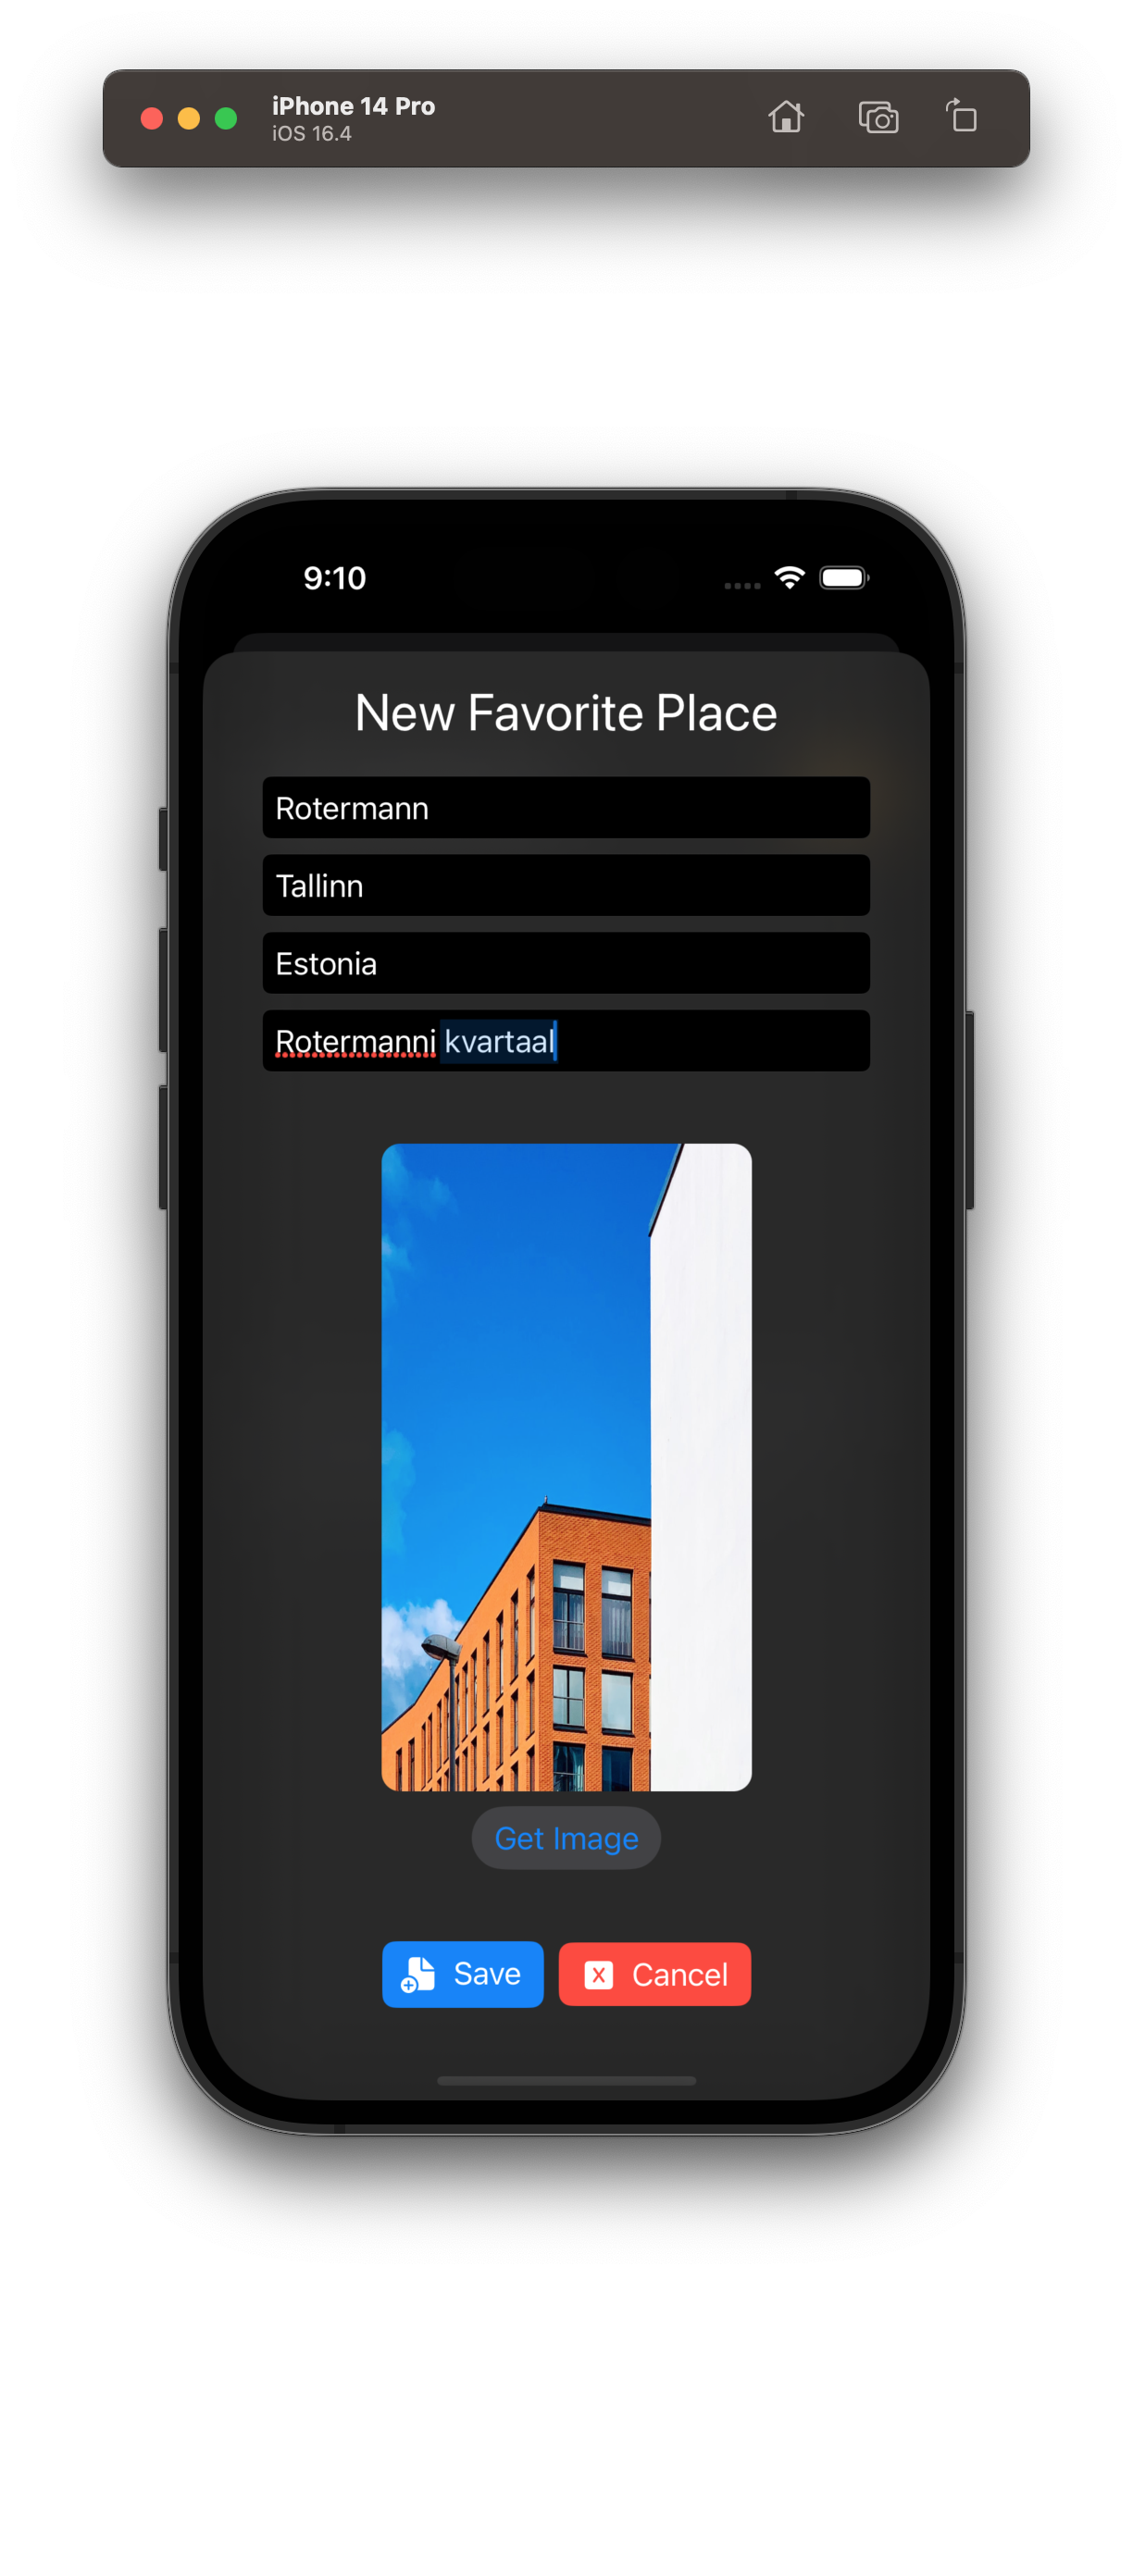 iPhone 14 Pro
iOS 16.4
9:10
New Favorite Place
Rotermann
Tallinn
Estonia
Rotermanni kvartaal
Get Image
Save
Cancel